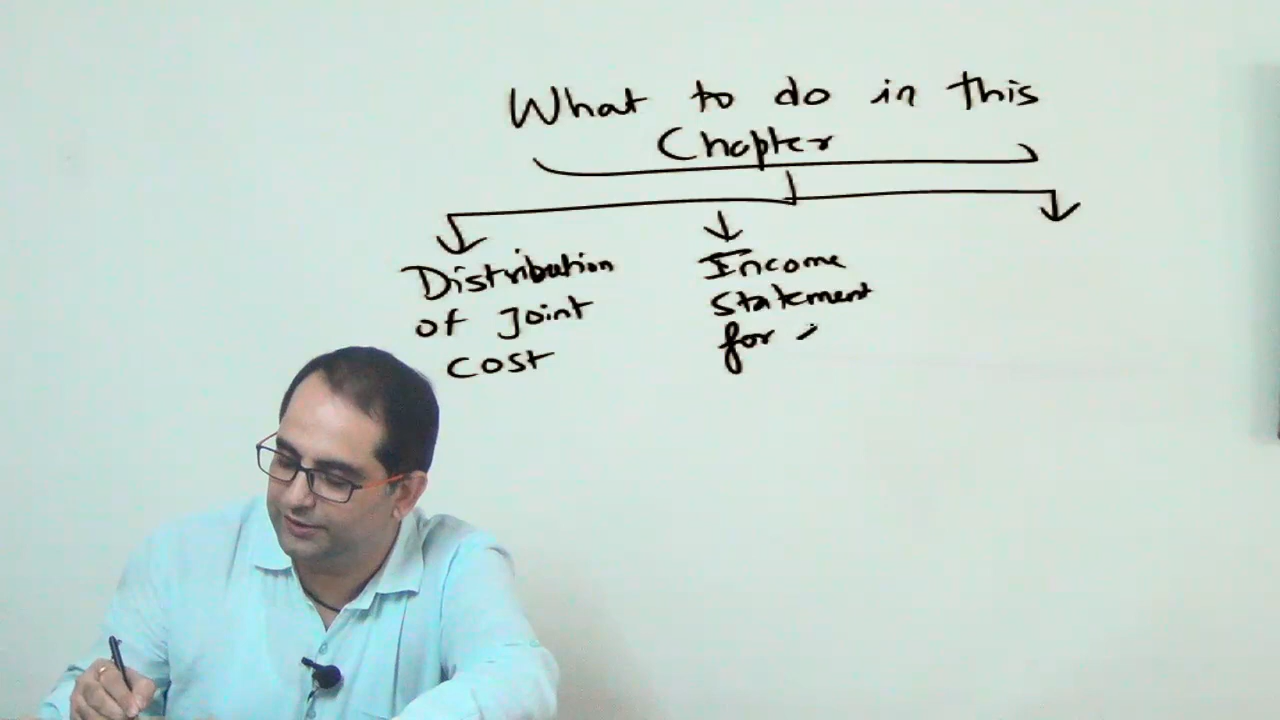 What to do in this
Chapter
Distribution
of Joint
Cost
Income
Statement
for